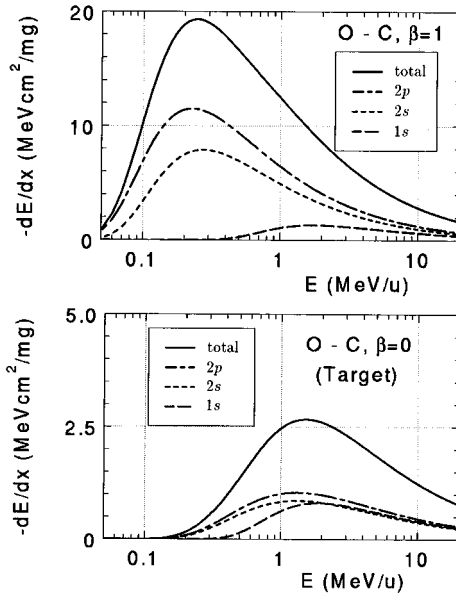 20
10
0
-dE/dx (MeVcm²/mg)
O - C, β=1
total
2p
2s
1s
0.1
1
10
E (MeV/u)
5.0
2.5
0
-dE/dx (MeVcm²/mg)
total
2p
2s
1s
O - C, β=0
(Target)
0.1
1
10
E (MeV/u)